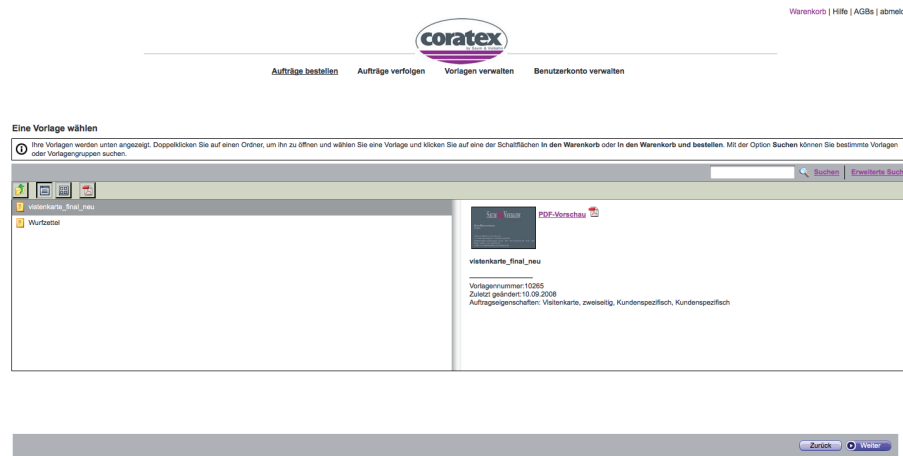 Warenkorb | Hilfe | AGBs | abmeld
coratex
Aufträge bestellen Aufträge verfolgen Vorlagen verwalten Benutzerkonto verwalten
Eine Vorlage wählen
Ihre Vorlagen werden unten angezeigt. Doppelklicken Sie auf einen Ordner, um ihn zu öffnen und wählen Sie eine Vorlage und klicken Sie auf eine der Schaltflächen In den Warenkorb oder In den Warenkorb und bestellen. Mit der Option Suchen können Sie bestimmte Vorlagen
oder Vorlagengruppen suchen.
Suchen Erweiterte Such
vistenkarte_final_neu
Wurfzettel
PDF-Vorschau
vistenkarte_final_neu
Vorlagennummer:10265
Zuletzt geändert:10.09.2008
Auftragseigenschaften: Visitenkarte, zweiseitig, Kundenspezifisch, Kundenspezifisch
Zurück Weiter